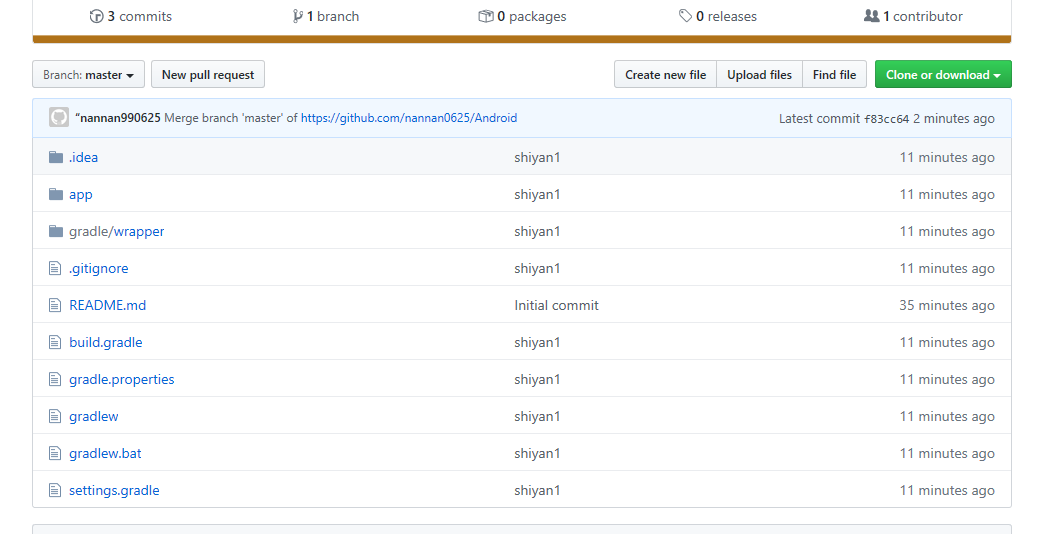 3 commits 1 branch 0 packages 0 releases 1 contributor
Branch: master New pull request Create new file Upload files Find file Clone or download
“nannan990625 Merge branch 'master' of https://github.com/nannan0625/Android Latest commit f83cc64 2 minutes ago
.idea shiyan1 11 minutes ago
app shiyan1 11 minutes ago
gradle/wrapper shiyan1 11 minutes ago
.gitignore shiyan1 11 minutes ago
README.md Initial commit 35 minutes ago
build.gradle shiyan1 11 minutes ago
gradle.properties shiyan1 11 minutes ago
gradlew shiyan1 11 minutes ago
gradlew.bat shiyan1 11 minutes ago
settings.gradle shiyan1 11 minutes ago